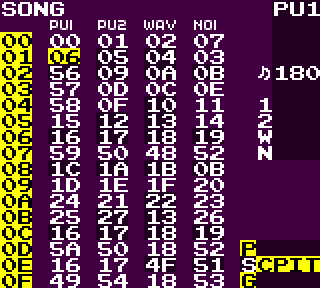 SONG PU1
PU1 PU2 WAV NOI
00 00 01 02 07
01 06 05 04 03
02 56 09 0A 0B ♪180
03 57 0D 0C 0E
04 58 0F 10 11 1
05 15 12 13 14 2
06 16 17 18 19 W
07 59 50 48 52 N
08 1C 1A 1B 0B
09 1D 1E 1F 20
0A 24 21 22 23
0B 25 27 13 26
0C 16 17 18 19
0D 5A 50 18 52 P
0E 16 17 4F 51 SCPIT
0F 49 54 18 53 G